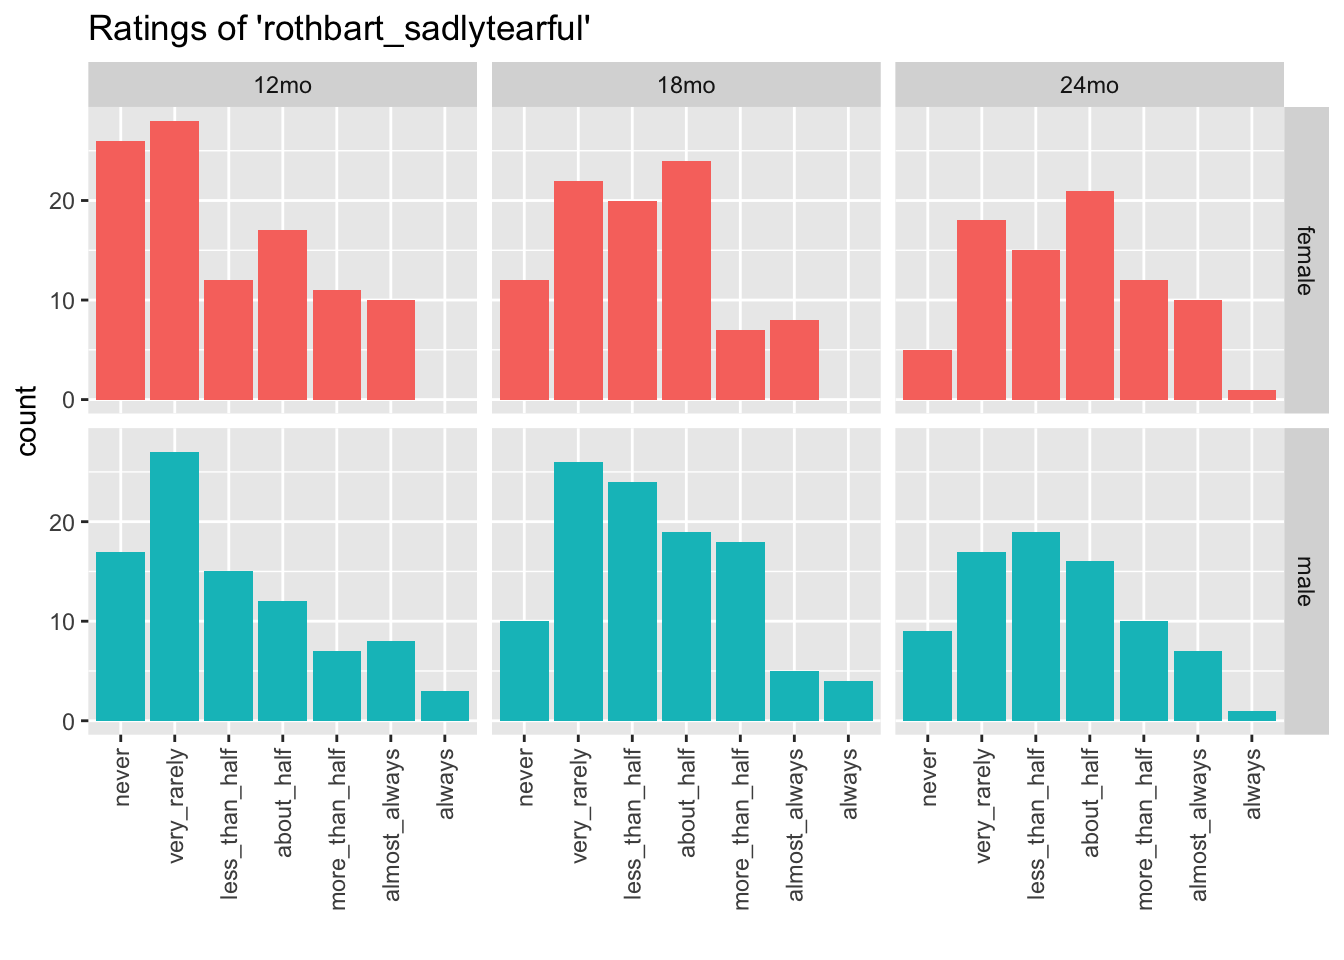 Ratings of 'rothbart_sadlytearful'
12mo 18mo 24mo
count
20
10
0
female
20
10
0
male
never very_rarely less_than_half about_half more_than_half almost_always always
never very_rarely less_than_half about_half more_than_half almost_always always
never very_rarely less_than_half about_half more_than_half almost_always always